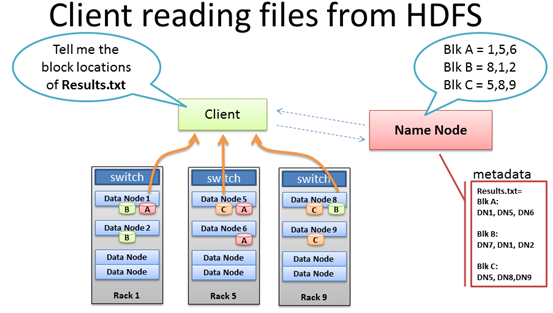 Client reading files from HDFS
Tell me the
block locations
of Results.txt
Blk A = 1,5,6
Blk B = 8,1,2
Blk C = 5,8,9
Client
Name Node
metadata
Results.txt=
Blk A:
DN1, DN5, DN6
Blk B:
DN7, DN1, DN2
Blk C:
DN5, DN8,DN9
switch
Data Node 1
B A
Data Node 2
B
Data Node
Data Node
Rack 1
switch
Data Node 5
C A
Data Node 6
A
Data Node
Data Node
Rack 5
switch
Data Node 8
C B
Data Node 9
C
Data Node
Data Node
Rack 9